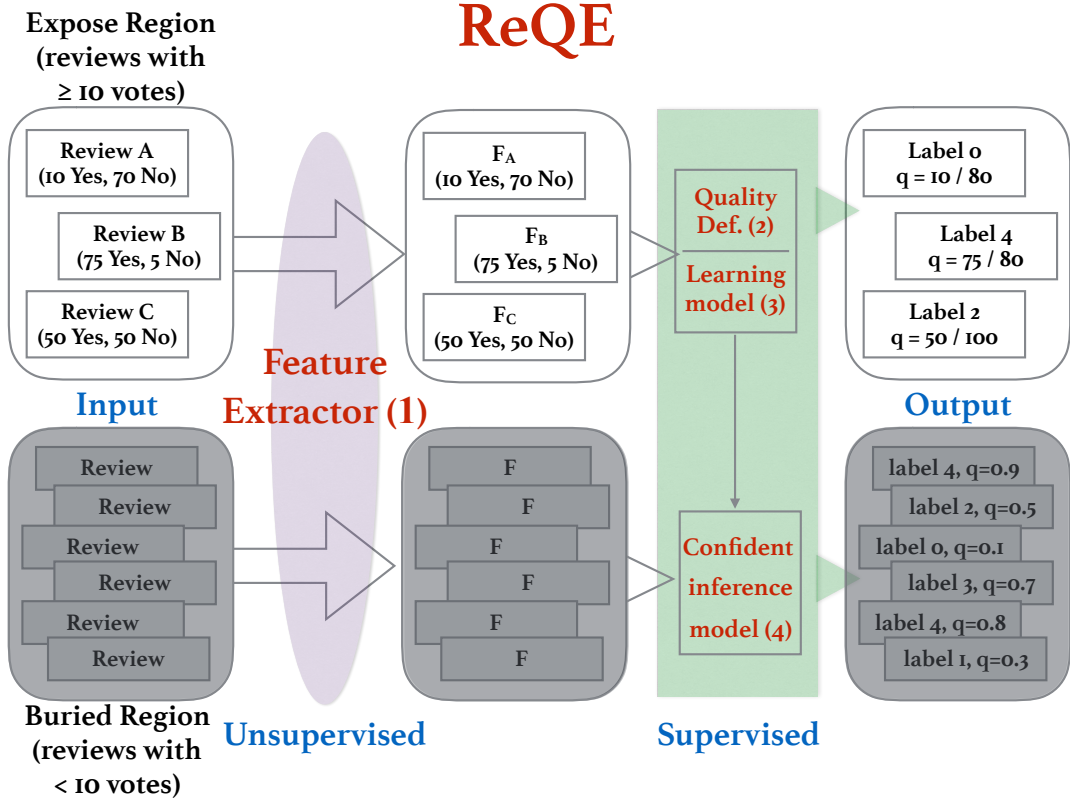 ReQE
Expose Region
(reviews with
≥ 10 votes)
Review A
(10 Yes, 70 No)
Review B
(75 Yes, 5 No)
Review C
(50 Yes, 50 No)
Input
Feature
Extractor (1)
F_A
(10 Yes, 70 No)
F_B
(75 Yes, 5 No)
F_C
(50 Yes, 50 No)
Quality
Def. (2)
Learning
model (3)
Label 0
q = 10 / 80
Label 4
q = 75 / 80
Label 2
q = 50 / 100
Output
Review
Review
Review
Review
Review
Review
F
F
F
F
F
F
Confident
inference
model (4)
label 4, q=0.9
label 2, q=0.5
label 0, q=0.1
label 3, q=0.7
label 4, q=0.8
label 1, q=0.3
Buried Region
(reviews with
< 10 votes)
Unsupervised
Supervised